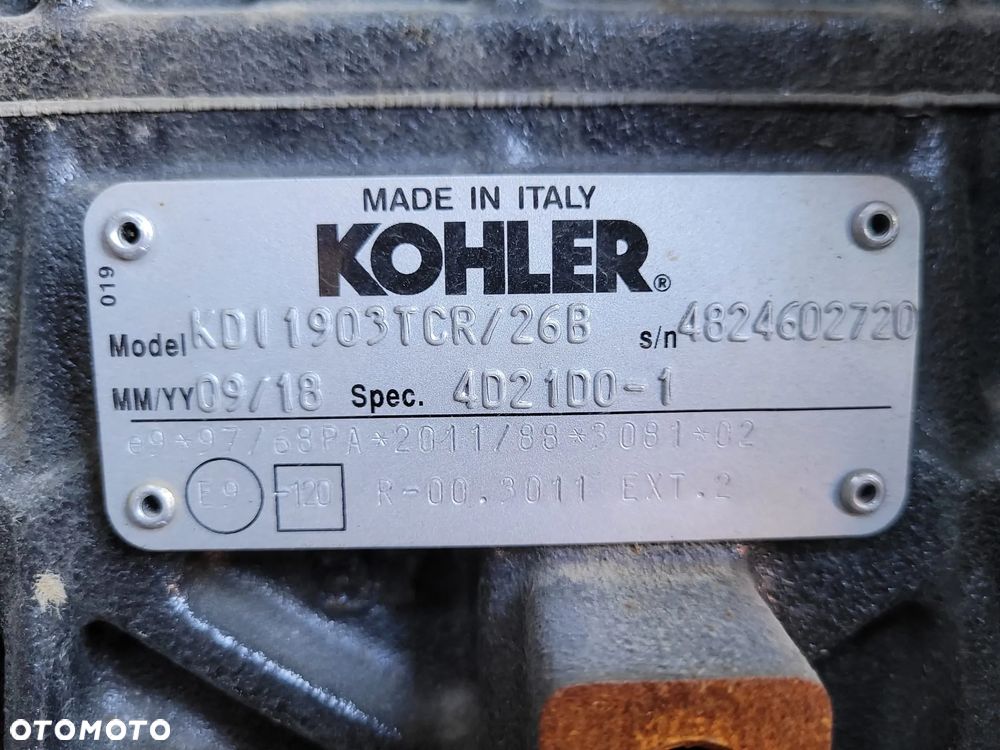 MADE IN ITALY
KOHLER®
019
Model KDI 1903TCR/26B s/n 4824602720
MM/YY 09/18 Spec. 4D21D0-1
e9*97/68PA*2011/88*3081*02
E9 -120 R-00.3011 EXT.2
OTOMOTO